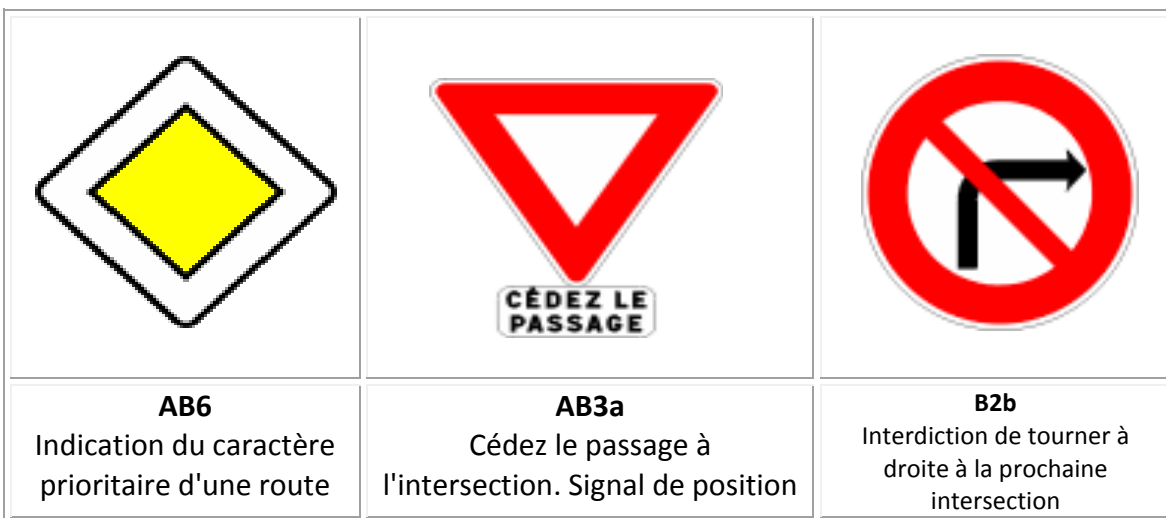 CÉDEZ LE
PASSAGE
AB6
Indication du caractère
prioritaire d'une route
AB3a
Cédez le passage à
l'intersection. Signal de position
B2b
Interdiction de tourner à
droite à la prochaine
intersection